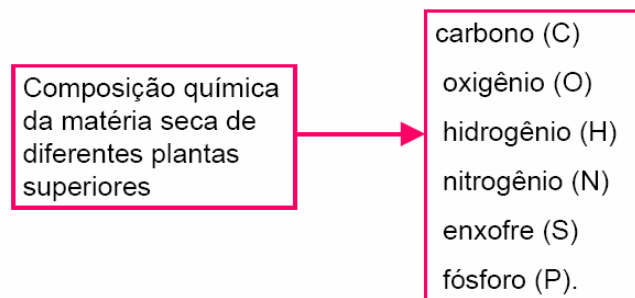 Composição química
da matéria seca de
diferentes plantas
superiores
carbono (C)
oxigênio (O)
hidrogênio (H)
nitrogênio (N)
enxofre (S)
fósforo (P).